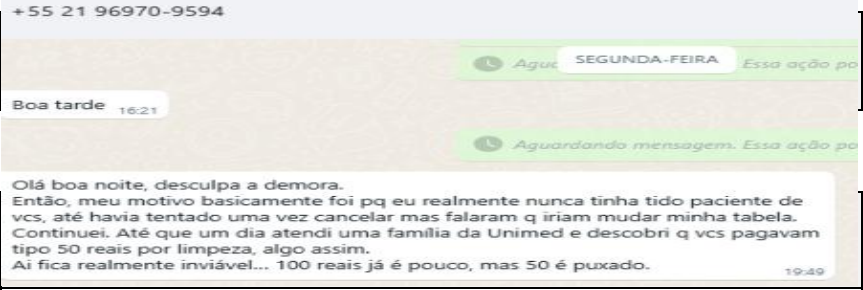 +55 21 96970-9594
Aguc SEGUNDA-FEIRA Essa ação po
Boa tarde 16:21
Aguardando mensagem. Essa ação po
Olá boa noite, desculpa a demora.
Então, meu motivo basicamente foi pq eu realmente nunca tinha tido paciente de
vcs, até havia tentado uma vez cancelar mas falaram q iriam mudar minha tabela.
Continuei. Até que um dia atendi uma família da Unimed e descobri q vcs pagavam
tipo 50 reais por limpeza, algo assim.
Ai fica realmente inviável... 100 reais já é pouco, mas 50 é puxado. 19:49